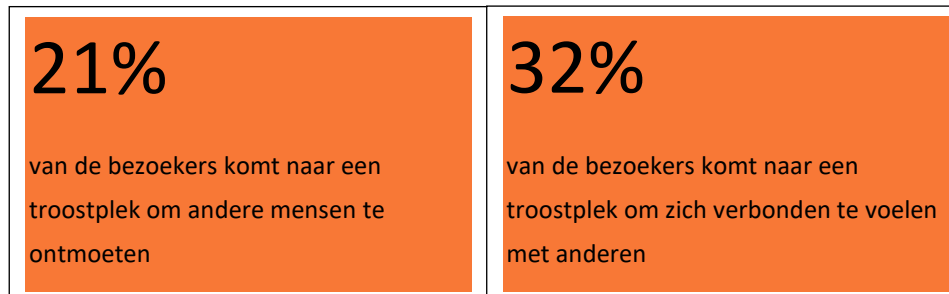 21%
van de bezoekers komt naar een
troostplek om andere mensen te
ontmoeten
32%
van de bezoekers komt naar een
troostplek om zich verbonden te voelen
met anderen